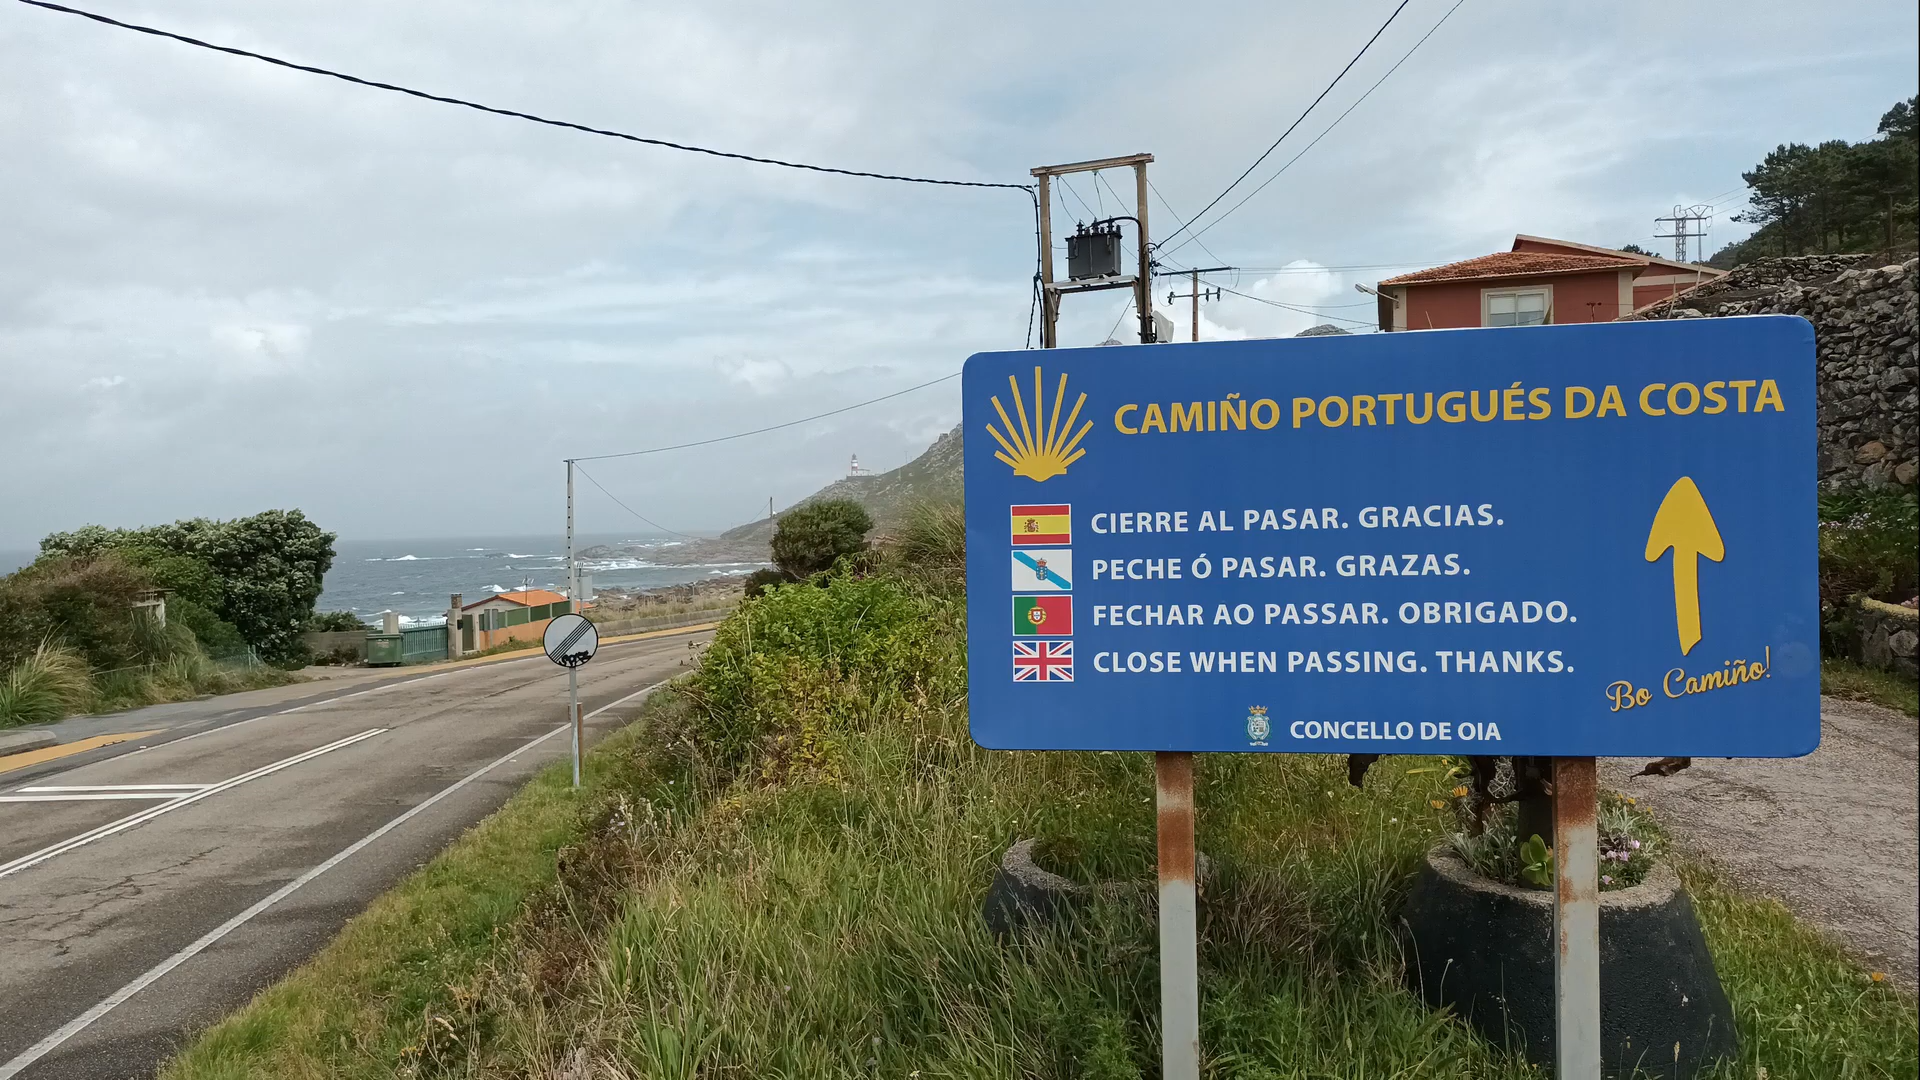 CAMIÑO PORTUGUÉS DA COSTA
CIERRE AL PASAR. GRACIAS.
PECHE Ó PASAR. GRAZAS.
FECHAR AO PASSAR. OBRIGADO.
CLOSE WHEN PASSING. THANKS.
Bo Camiño!
CONCELLO DE OIA